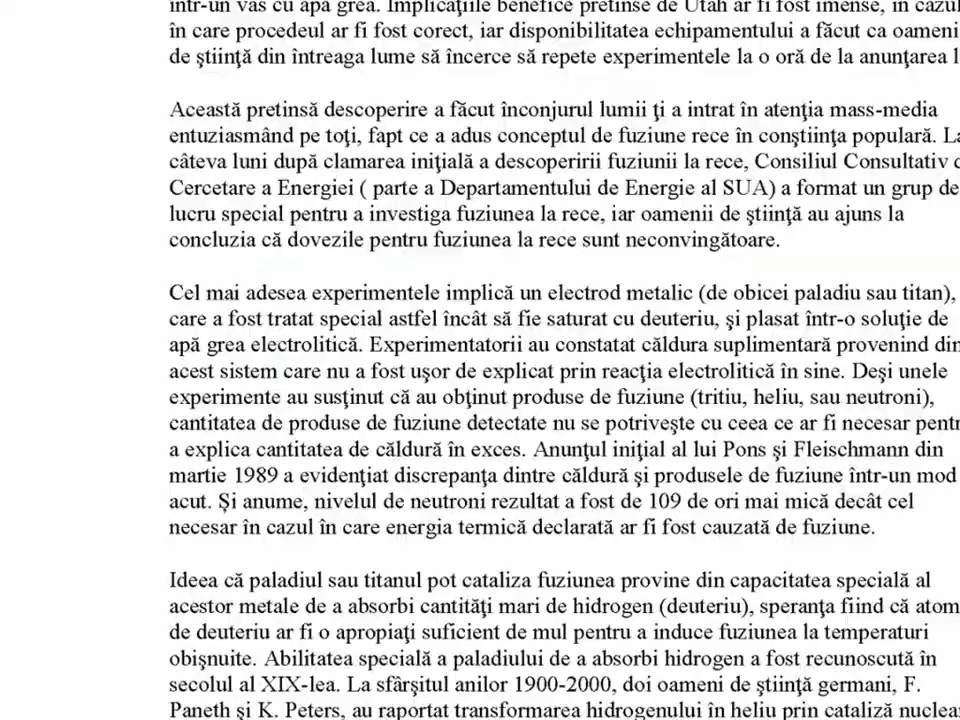 într-un vas cu apă grea. Implicaţiile benefice pretinse de Utah ar fi fost imense, în cazul
în care procedeul ar fi fost corect, iar disponibilitatea echipamentului a făcut ca oameni
de ştiinţă din întreaga lume să încerce să repete experimentele la o oră de la anunţarea
Această pretinsă descoperire a făcut înconjurul lumii ţi a intrat în atenţia mass-media
entuziasmând pe toţi, fapt ce a adus conceptul de fuziune rece în conştiinţa populară.
câteva luni după clamarea iniţială a descoperirii fuziunii la rece, Consiliul Consultativ
Cercetare a Energiei ( parte a Departamentului de Energie al SUA) a format un grup de
lucru special pentru a investiga fuziunea la rece, iar oamenii de ştiinţă au ajuns la
concluzia că dovezile pentru fuziunea la rece sunt neconvingătoare.
Cel mai adesea experimentele implică un electrod metalic (de obicei paladiu sau titan),
care a fost tratat special astfel încât să fie saturat cu deuteriu, şi plasat într-o soluţie de
apă grea electrolitică. Experimentatorii au constatat căldura suplimentară provenind din
acest sistem care nu a fost uşor de explicat prin reacţia electrolitică în sine. Deşi unele
experimente au susţinut că au obţinut produse de fuziune (tritiu, heliu, sau neutroni),
cantitatea de produse de fuziune detectate nu se potriveşte cu ceea ce ar fi necesar
a explica cantitatea de căldură în exces. Anunţul iniţial al lui Pons şi Fleischmann din
martie 1989 a evidenţiat discrepanţa dintre căldură şi produsele de fuziune într-un mod
acut. Şi anume, nivelul de neutroni rezultat a fost de 109 de ori mai mică decât cel
necesar în cazul în care energia termică declarată ar fi fost cauzată de fuziune.
Ideea că paladiul sau titanul pot cataliza fuziunea provine din capacitatea specială al
acestor metale de a absorbi cantităţi mari de hidrogen (deuteriu), speranţa fiind că atom
de deuteriu ar fi o apropiaţi suficient de mul pentru a induce fuziunea la temperaturi
obişnuite. Abilitatea specială a paladiului de a absorbi hidrogen a fost recunoscută în
secolul al XIX-lea. La sfârşitul anilor 1900-2000, doi oameni de ştiinţă germani, F.
Paneth şi K. Peters, au raportat transformarea hidrogenului în heliu prin cataliză